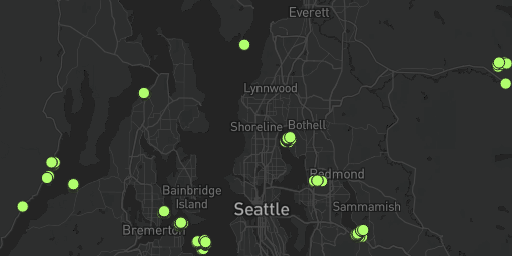 Everett
Lynnwood
Shoreline
Bothell
Redmond
Bainbridge
Island
Sammamish
Seattle
Bremerton